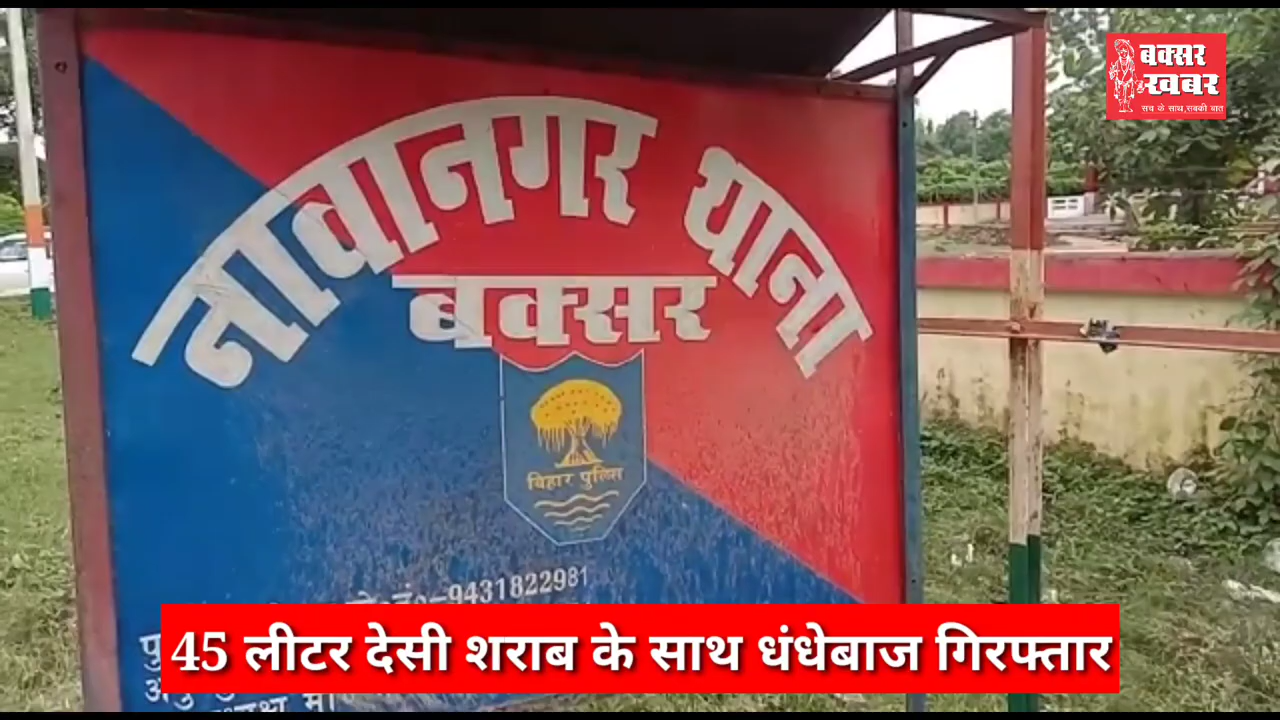 बक्सर
खबर
सच के साथ,सबकी बात
नावानगर थाना
बक्सर
बिहार पुलिस
-9431822981
45 लीटर देसी शराब के साथ धंधेबाज गिरफ्तार